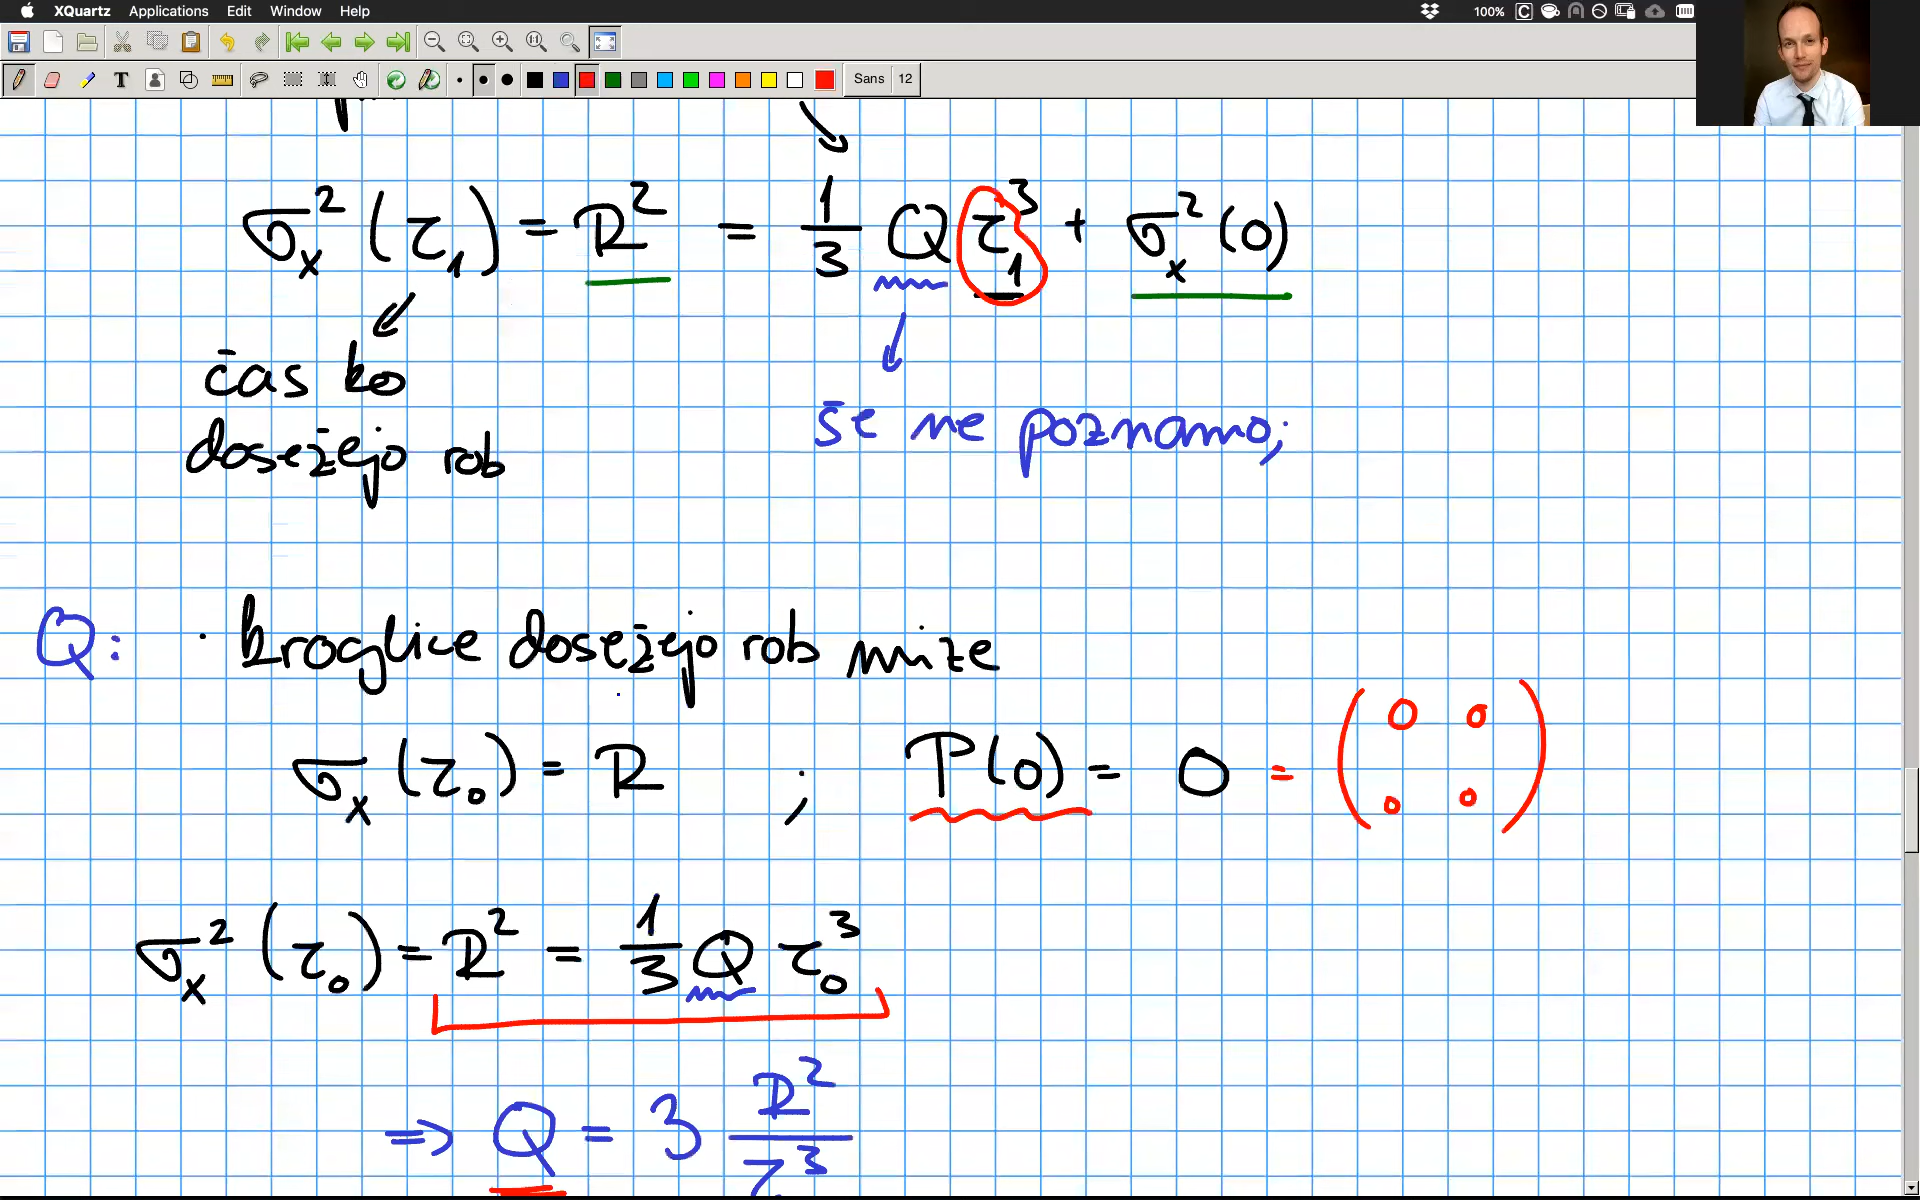 XQuartz Applications Edit Window Help 100%
Sans 12
σx²(τ₁) = R² = 1/3 Q τ₁³ + σx²(0)
čas ko
dosežejo rob
še ne poznamo;
Q: · kroglice dosežejo rob mize
σx(τ₀) = R ; P(0) = 0 = (0 0 0 0)
σx²(τ₀) = R² = 1/3 Q τ₀³
⇒ Q = 3 R²/τ³